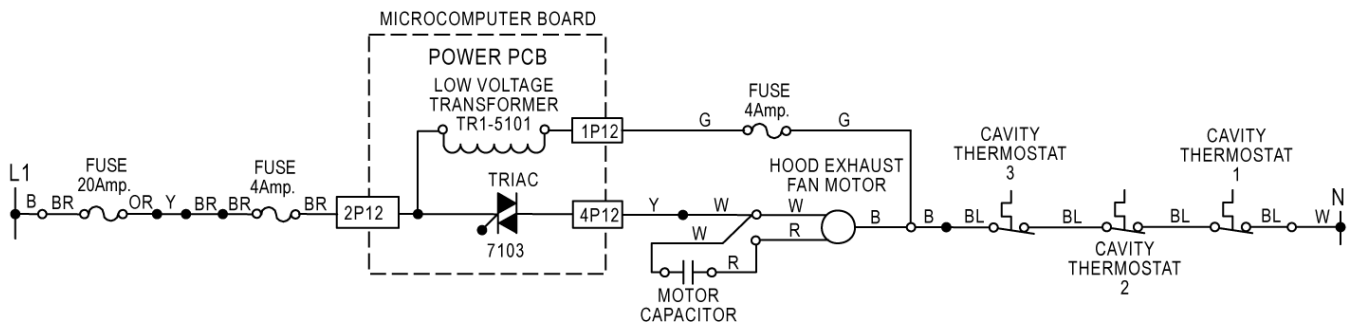 MICROCOMPUTER BOARD
POWER PCB
LOW VOLTAGE
TRANSFORMER
TR1-5101
1P12
G
FUSE
4Amp.
G
L1
B
BR
FUSE
20Amp.
OR
Y
BR
BR
FUSE
4Amp.
BR
2P12
TRIAC
7103
4P12
Y
W
W
W
R
R
MOTOR
CAPACITOR
HOOD EXHAUST
FAN MOTOR
B
B
BL
CAVITY
THERMOSTAT
3
BL
CAVITY
THERMOSTAT
2
BL
CAVITY
THERMOSTAT
1
BL
W
N